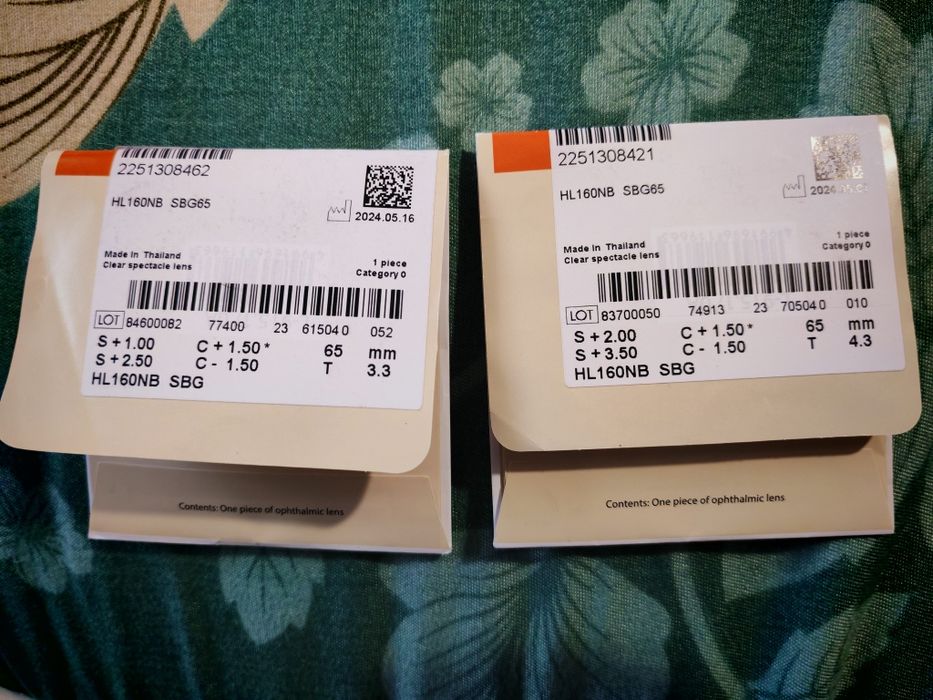 2251308462
HL160NB SBG65
2024.05.16
Made in Thailand
Clear spectacle lens
1 piece
Category 0
LOT 84600082 77400 23 61504 0 052
S + 1.00 C + 1.50 * 65 mm
S + 2.50 C - 1.50 T 3.3
HL160NB SBG
Contents: One piece of ophthalmic lens
2251308421
HL160NB SBG65
Made in Thailand
Clear spectacle lens
1 piece
Category 0
LOT 83700050 74913 23 70504 0 010
S + 2.00 C + 1.50 * 65 mm
S + 3.50 C - 1.50 T 4.3
HL160NB SBG
Contents: One piece of ophthalmic lens